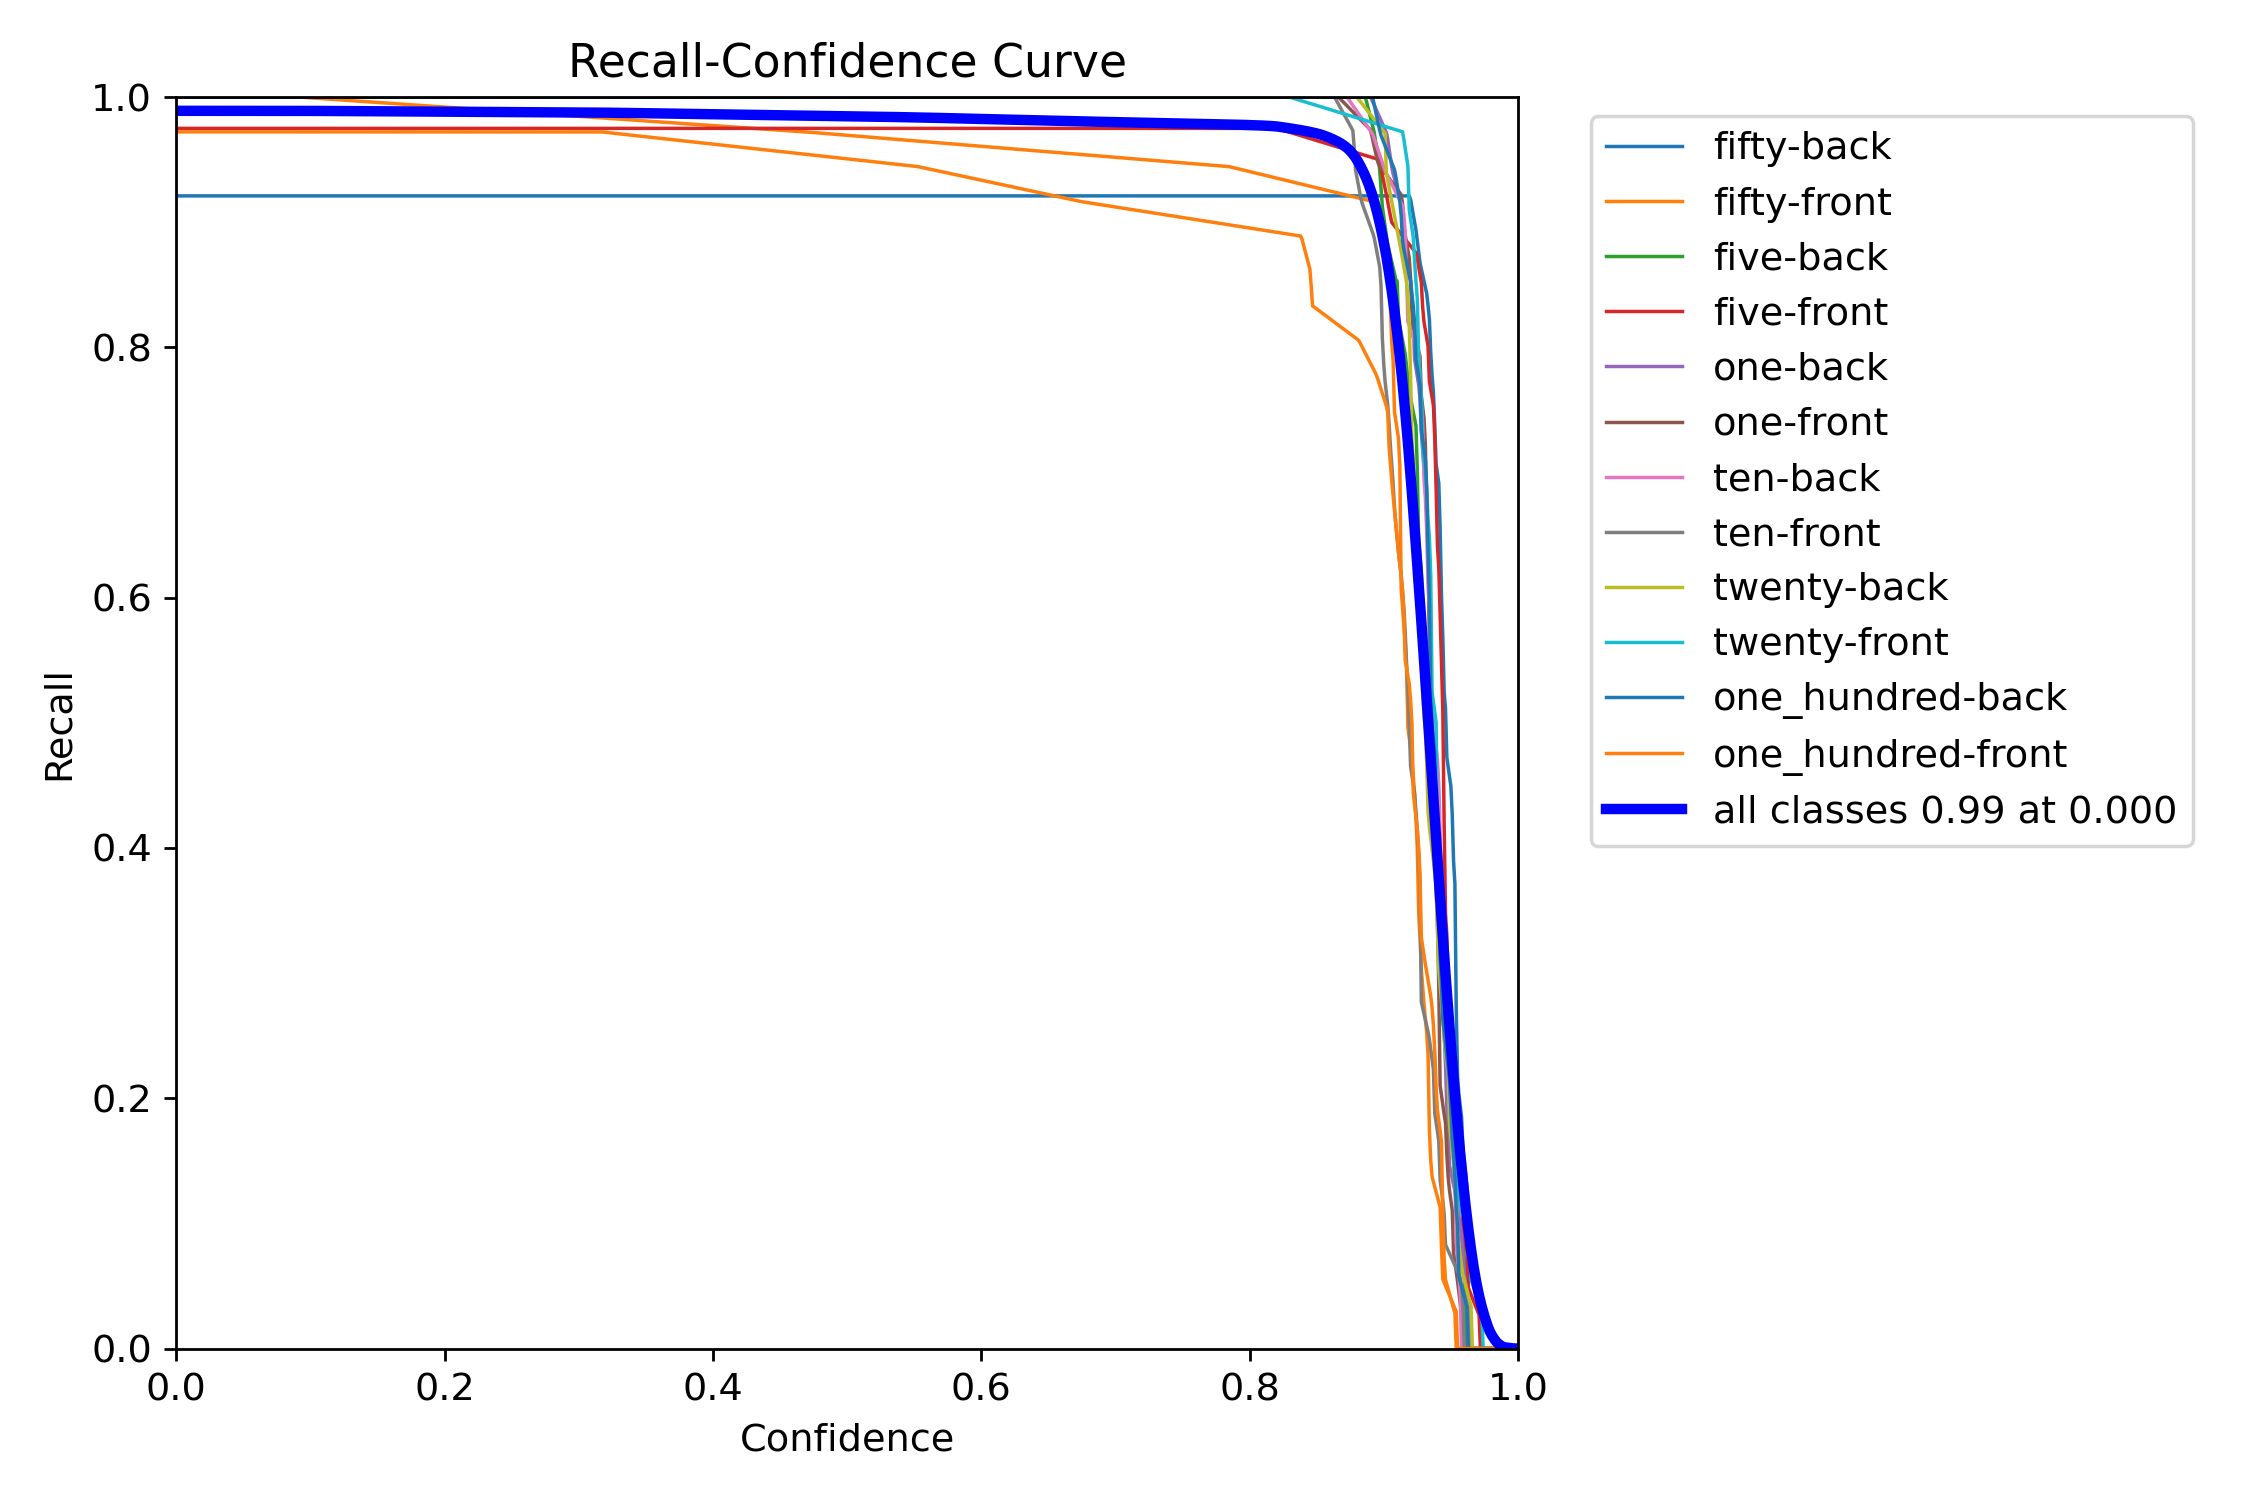 Recall-Confidence Curve
1.0
0.8
0.6
0.4
0.2
0.0
Recall
0.0 0.2 0.4 0.6 0.8 1.0
Confidence
fifty-back
fifty-front
five-back
five-front
one-back
one-front
ten-back
ten-front
twenty-back
twenty-front
one_hundred-back
one_hundred-front
all classes 0.99 at 0.000